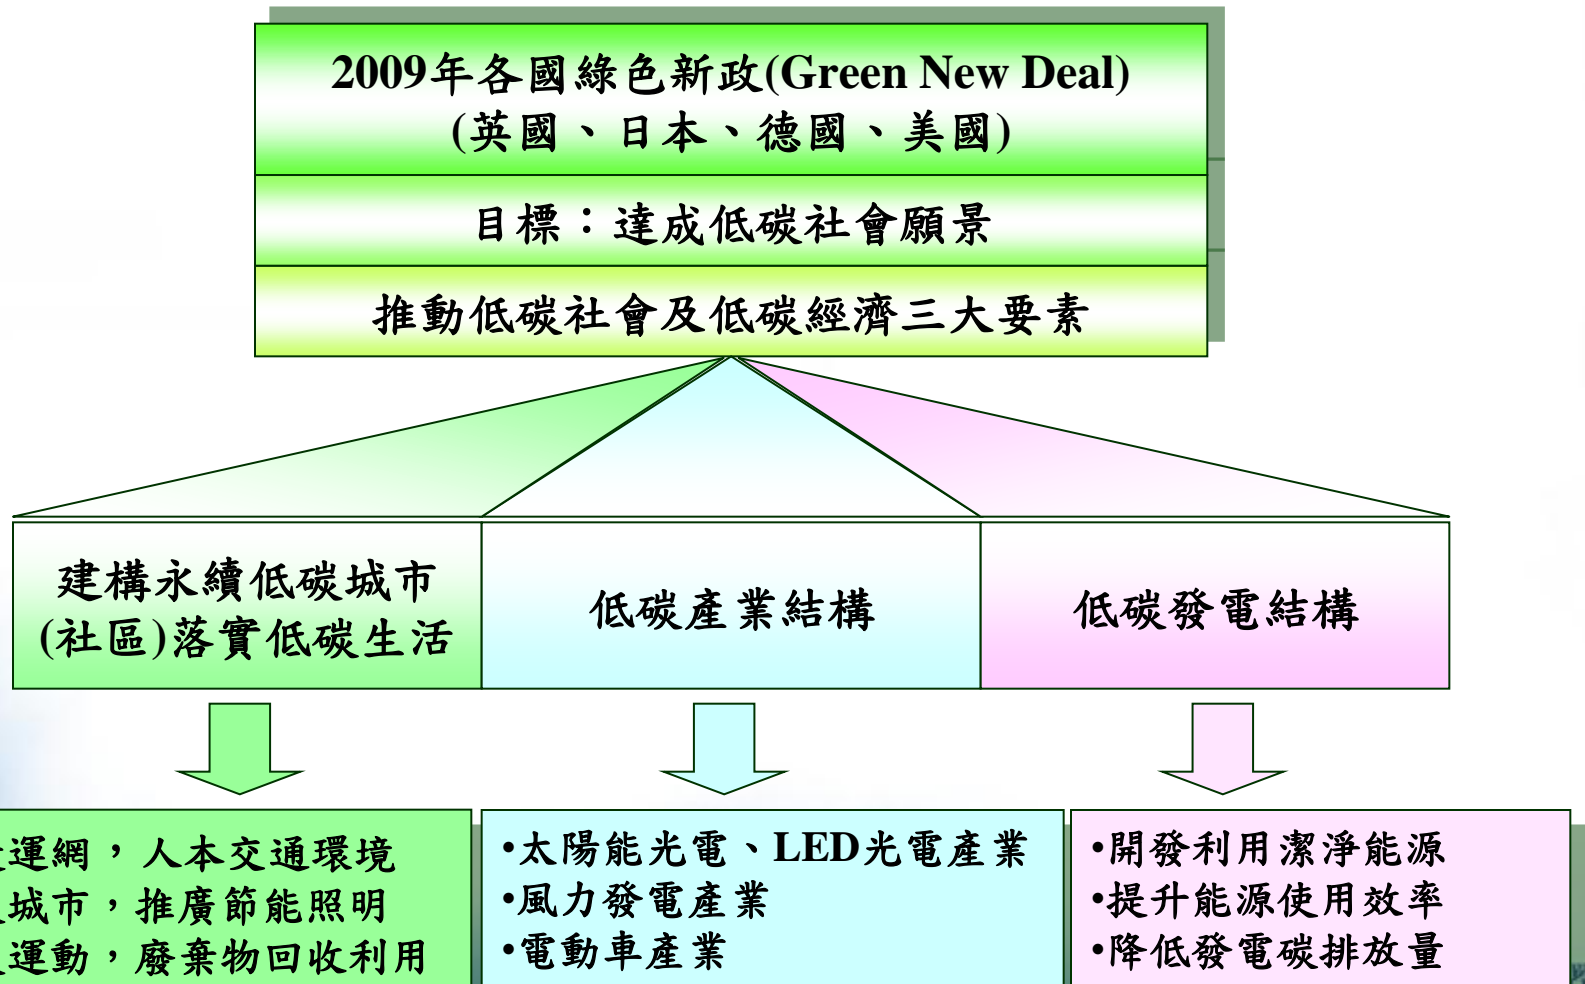 2009年各國綠色新政(Green New Deal)
(英國、日本、德國、美國)
目標：達成低碳社會願景
推動低碳社會及低碳經濟三大要素
建構永續低碳城市
(社區)落實低碳生活
低碳產業結構
低碳發電結構
運網，人本交通環境
城市，推廣節能照明
運動，廢棄物回收利用
•太陽能光電、LED光電產業
•風力發電產業
•電動車產業
•開發利用潔淨能源
•提升能源使用效率
•降低發電碳排放量